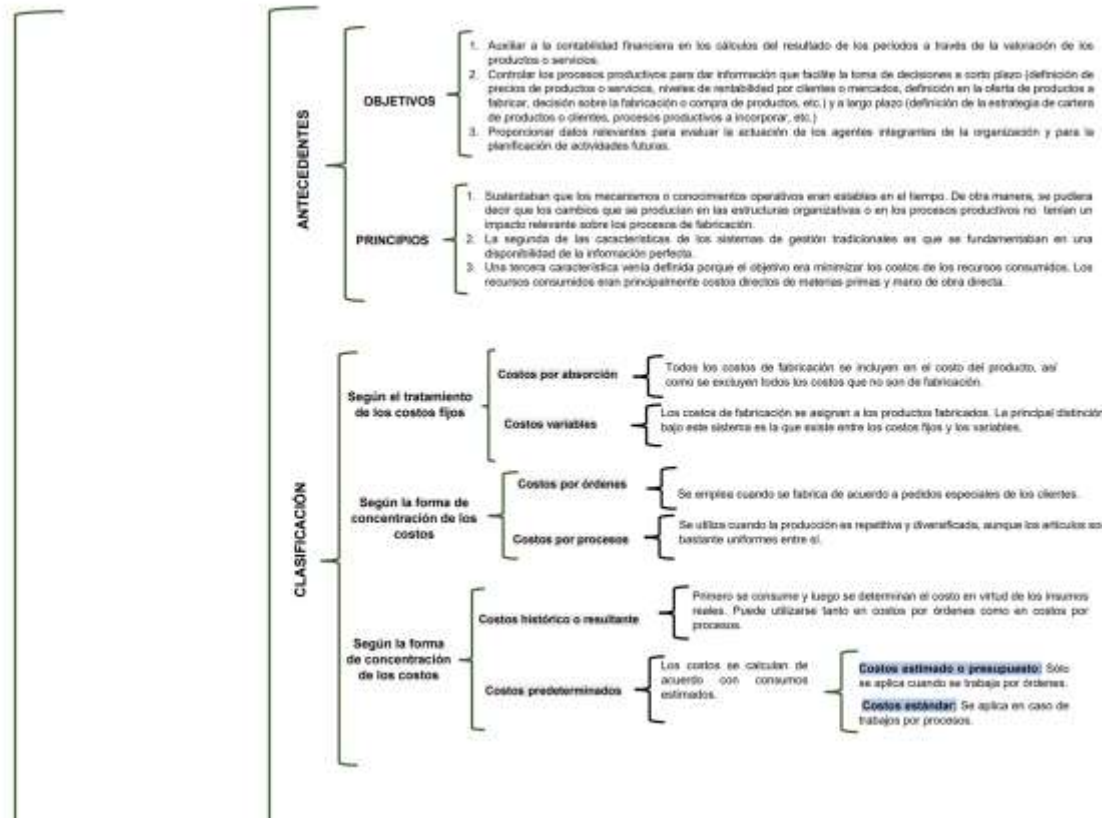 ANTECEDENTES
OBJETIVOS
1. Auxiliar a la contabilidad financiera en los cálculos del resultado de los períodos a través de la valoración de los
productos o servicios.
2. Controlar los procesos productivos para dar información que facilite la toma de decisiones a corto plazo (definición de
precios de productos o servicios, niveles de rentabilidad por clientes o mercados, definición en la oferta de productos a
fabricar, decisión sobre la fabricación o compra de productos, etc.) y a largo plazo (definición de la estrategia de cartera
de productos o clientes, procesos productivos a incorporar, etc.)
3. Proporcionar datos relevantes para evaluar la actuación de los agentes integrantes de la organización y para la
planificación de actividades futuras.
PRINCIPIOS
1. Sustentaban que los mecanismos o conocimientos operativos eran estables en el tiempo. De otra manera, se pudiera
decir que los cambios que se producían en las estructuras organizativas o en los procesos productivos no tenían un
impacto relevante sobre los procesos de fabricación.
2. La segunda de las características de los sistemas de gestión tradicionales es que se fundamentaban en una
disponibilidad de la información perfecta.
3. Una tercera característica venía definida porque el objetivo era minimizar los costos de los recursos consumidos. Los
recursos consumidos eran principalmente costos directos de materias primas y mano de obra directa.
CLASIFICACIÓN
Según el tratamiento
de los costos fijos
Costos por absorción
Todos los costos de fabricación se incluyen en el costo del producto, así
como se excluyen todos los costos que no son de fabricación.
Costos variables
Los costos de fabricación se asignan a los productos fabricados. La principal distinción
bajo este sistema es la que existe entre los costos fijos y los variables.
Según la forma de
concentración de los
costos
Costos por órdenes
Se emplea cuando se fabrica de acuerdo a pedidos especiales de los clientes.
Costos por procesos
Se utiliza cuando la producción es repetitiva y diversificada, aunque los artículos so
bastante uniformes entre sí.
Según la forma
de concentración
de los costos
Costos histórico o resultante
Primero se consume y luego se determinan el costo en virtud de los insumos
reales. Puede utilizarse tanto en costos por órdenes como en costos por
procesos.
Costos predeterminados
Los costos se calculan de
acuerdo con consumos
estimados.
Costos estimado o presupuesto: Sólo
se aplica cuando se trabaja por órdenes.
Costos estándar: Se aplica en caso de
trabajos por procesos.